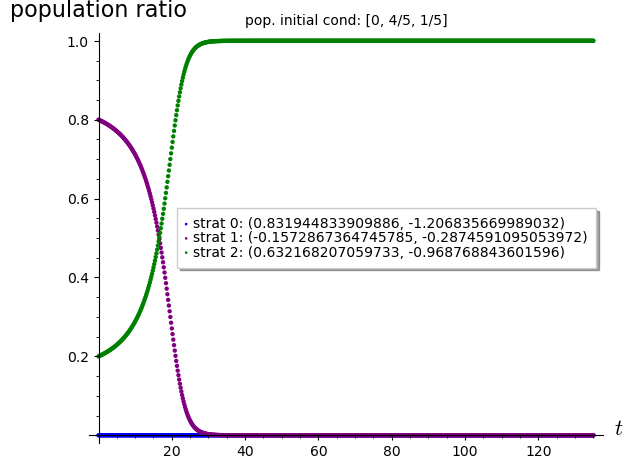 population ratio
pop. initial cond: [0, 4/5, 1/5]
1.0
0.8
0.6
strat 0: (0.831944833909886, -1.206835669989032)
strat 1: (-0.1572867364745785, -0.2874591095053972)
strat 2: (0.632168207059733, -0.968768843601596)
0.4
0.2
t
20 40 60 80 100 120